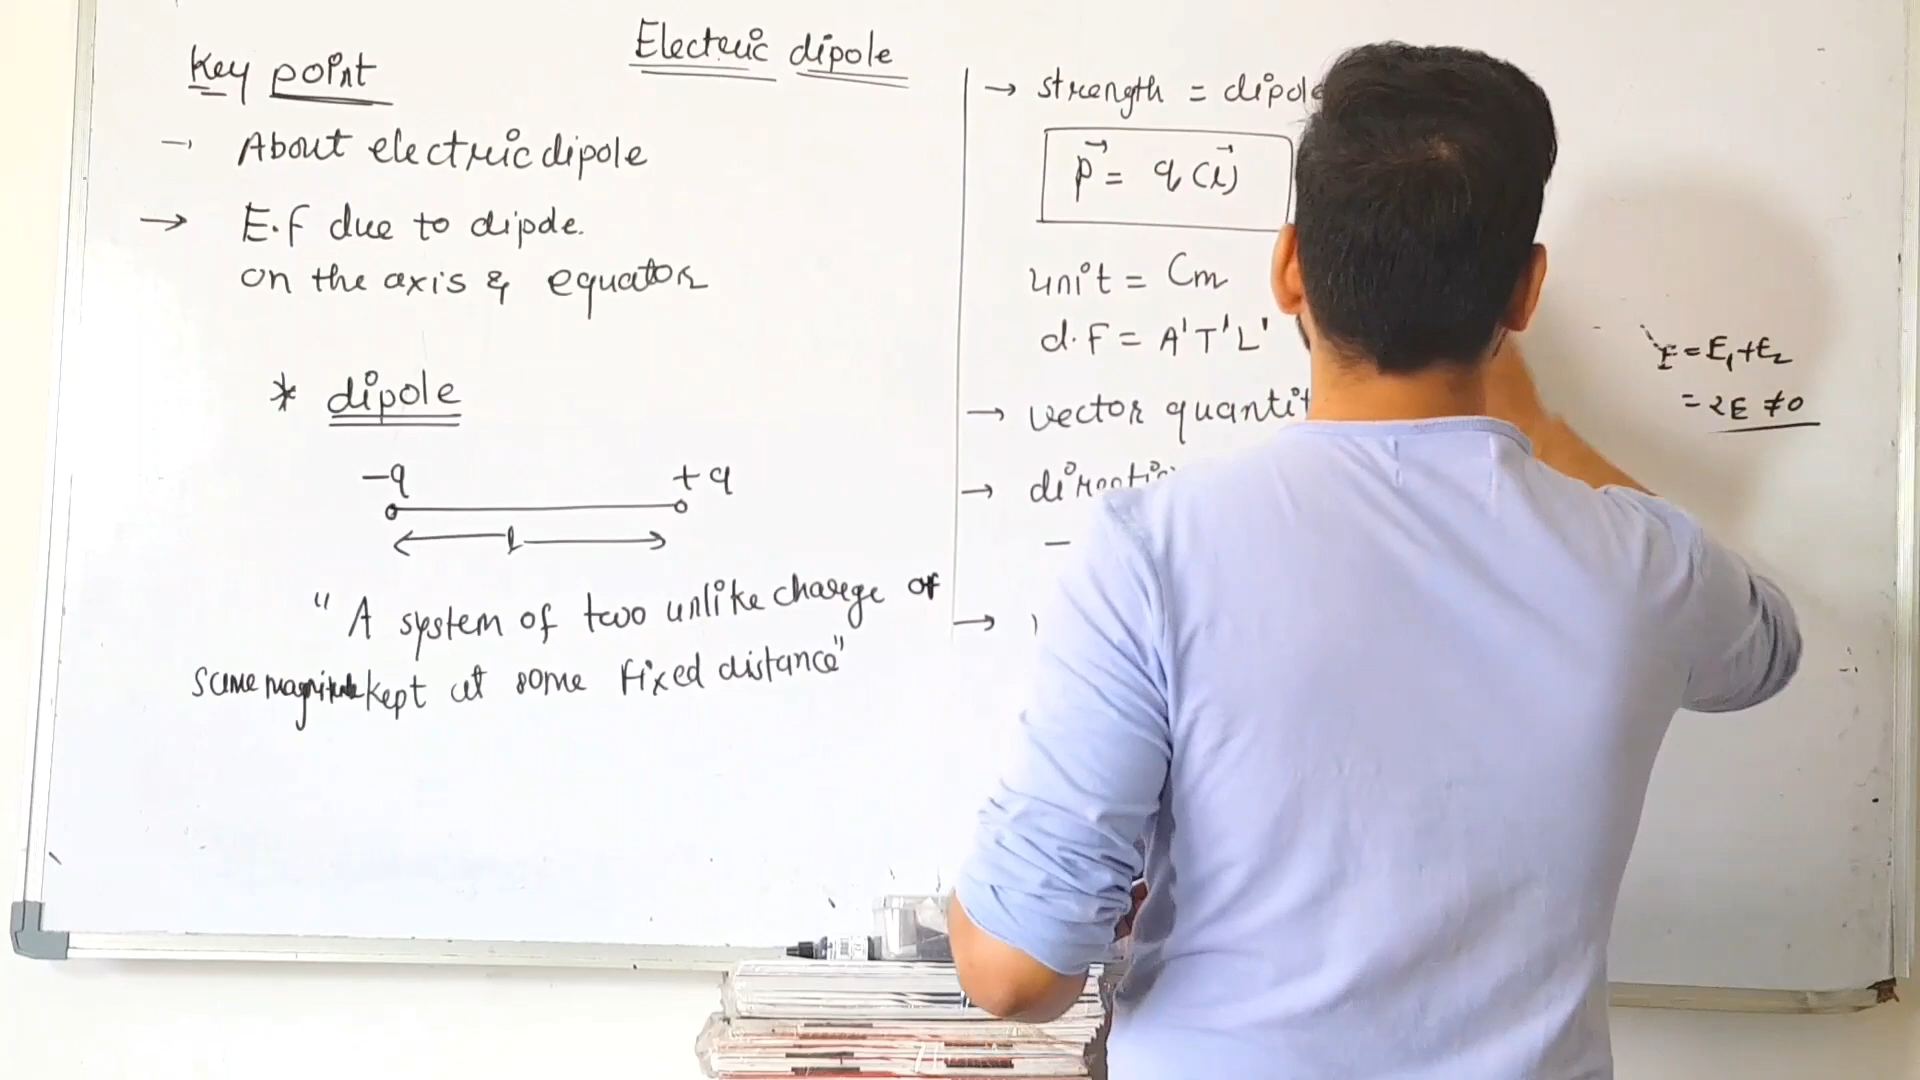 Electric dipole
Key point
→ About electric dipole
→ E.F due to dipole.
on the axis & equator
* dipole
-q +q
l
"A system of two unlike charge of
same magnitude kept at some fixed distance"
→ strength = dipole
p⃗ = q(l⃗)
unit = Cm
d.F = A¹T¹L¹
→ vector quantit
→ directi
-
→
E = E₁+E₂
= 2E ≠ 0